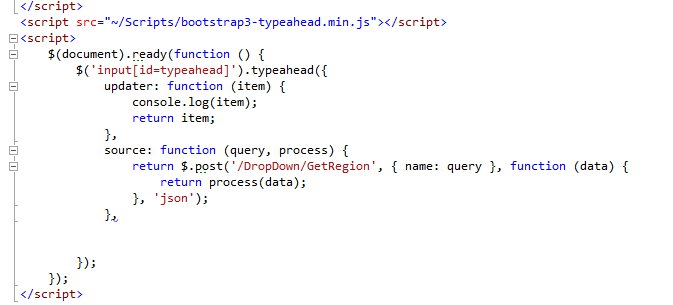 </script>
<script src="~/Scripts/bootstrap3-typeahead.min.js"></script>
<script>
    $(document).ready(function () {
        $('input[id=typeahead]').typeahead({
            updater: function (item) {
                console.log(item);
                return item;
            },
            source: function (query, process) {
                return $.post('/DropDown/GetRegion', { name: query }, function (data) {
                    return process(data);
                }, 'json');
            },
        });
    });
</script>